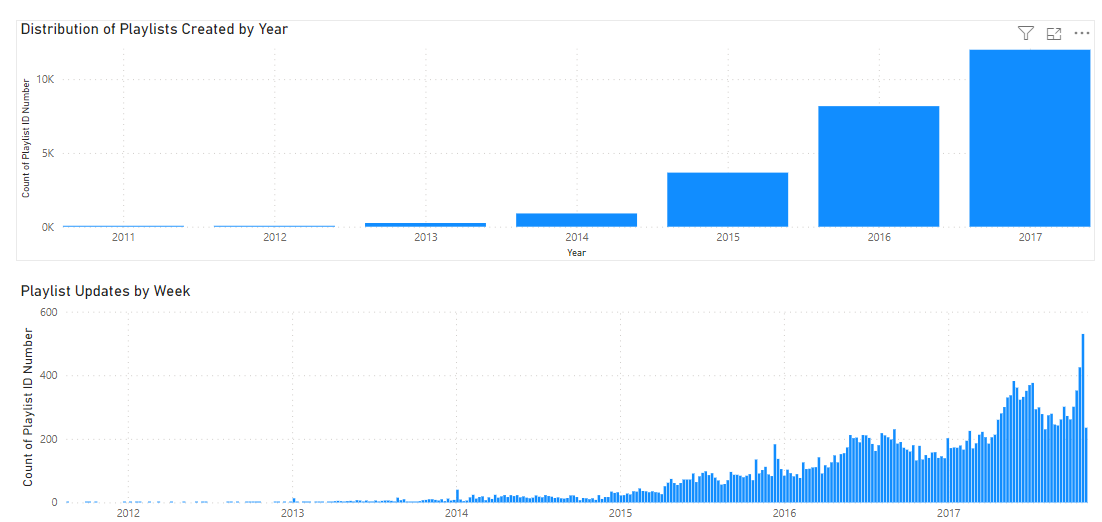 Distribution of Playlists Created by Year
Count of Playlist ID Number
10K
5K
0K
2011 2012 2013 2014 2015 2016 2017
Year
Playlist Updates by Week
Count of Playlist ID Number
600
400
200
0
2012 2013 2014 2015 2016 2017